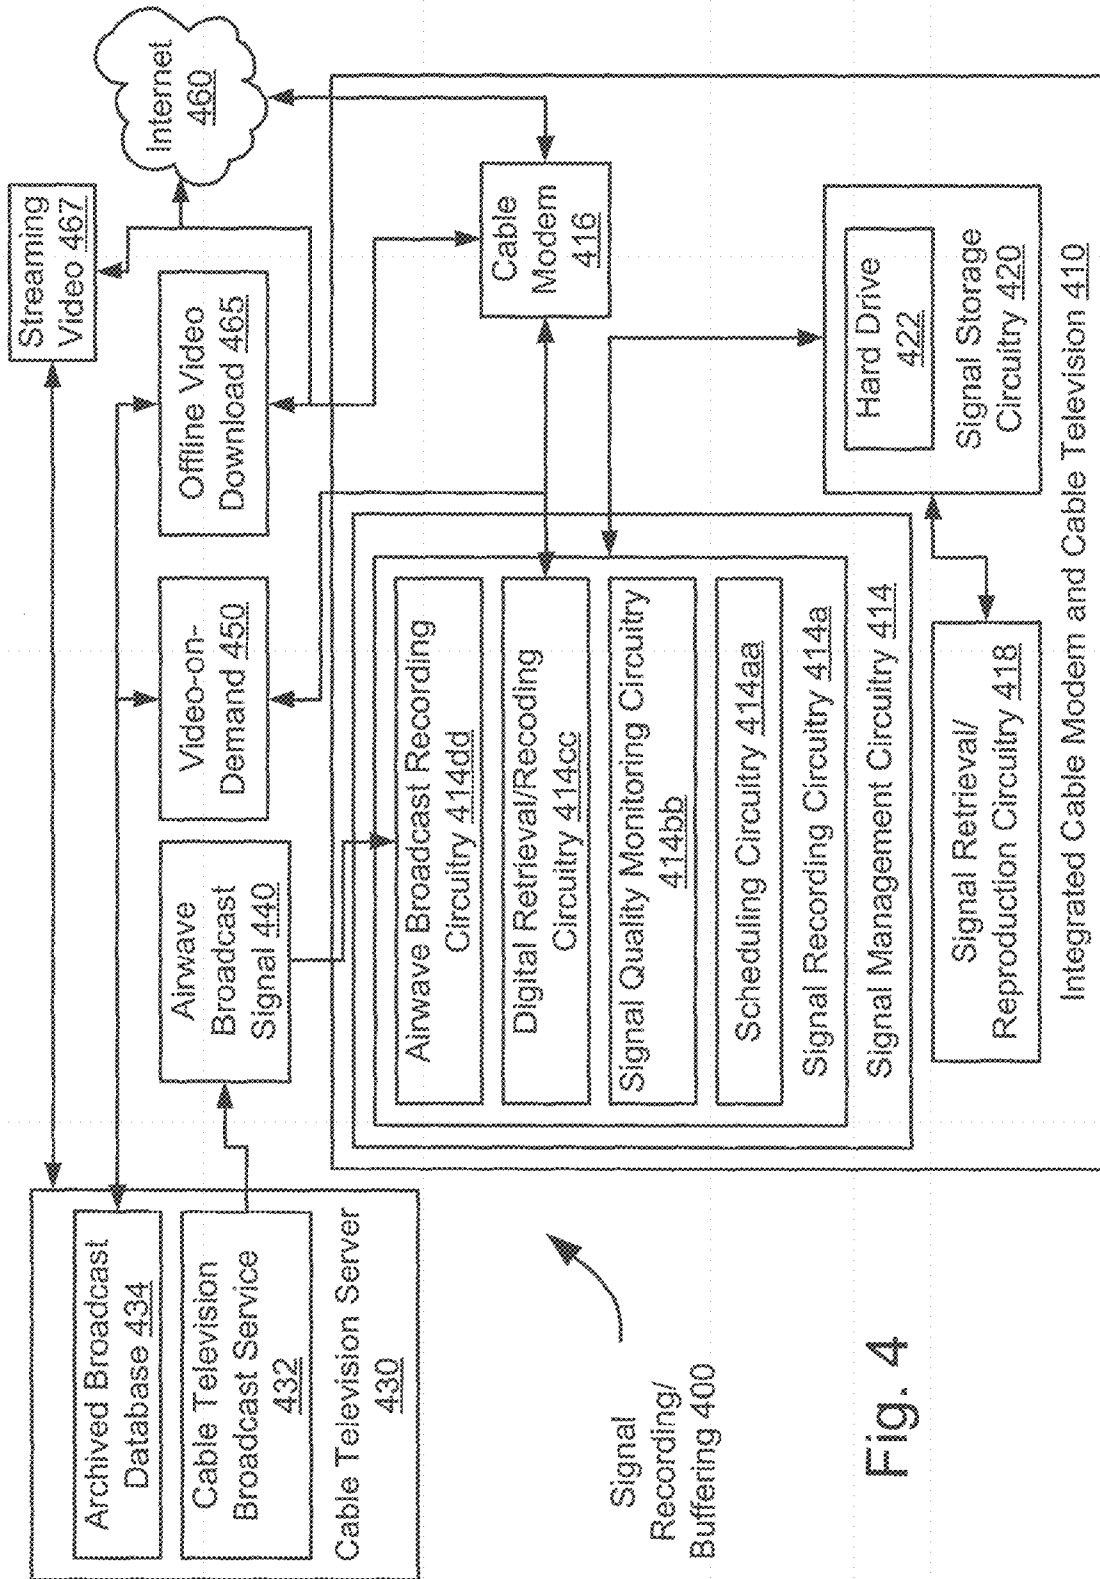 Archived Broadcast
Database 434
Cable Television
Broadcast Service
432
Cable Television Server
430
Streaming
Video 467
Internet
460
Offline Video
Download 465
Video-on-
Demand 450
Airwave
Broadcast
Signal 440
Cable
Modem
416
Airwave Broadcast Recording
Circuitry 414dd
Digital Retrieval/Recoding
Circuitry 414cc
Signal Quality Monitoring Circuitry
414bb
Scheduling Circuitry 414aa
Signal Recording Circuitry 414a
Signal Management Circuitry 414
Hard Drive
422
Signal Storage
Circuitry 420
Signal Retrieval/
Reproduction Circuitry 418
Integrated Cable Modem and Cable Television 410
Signal
Recording/
Buffering 400
Fig. 4